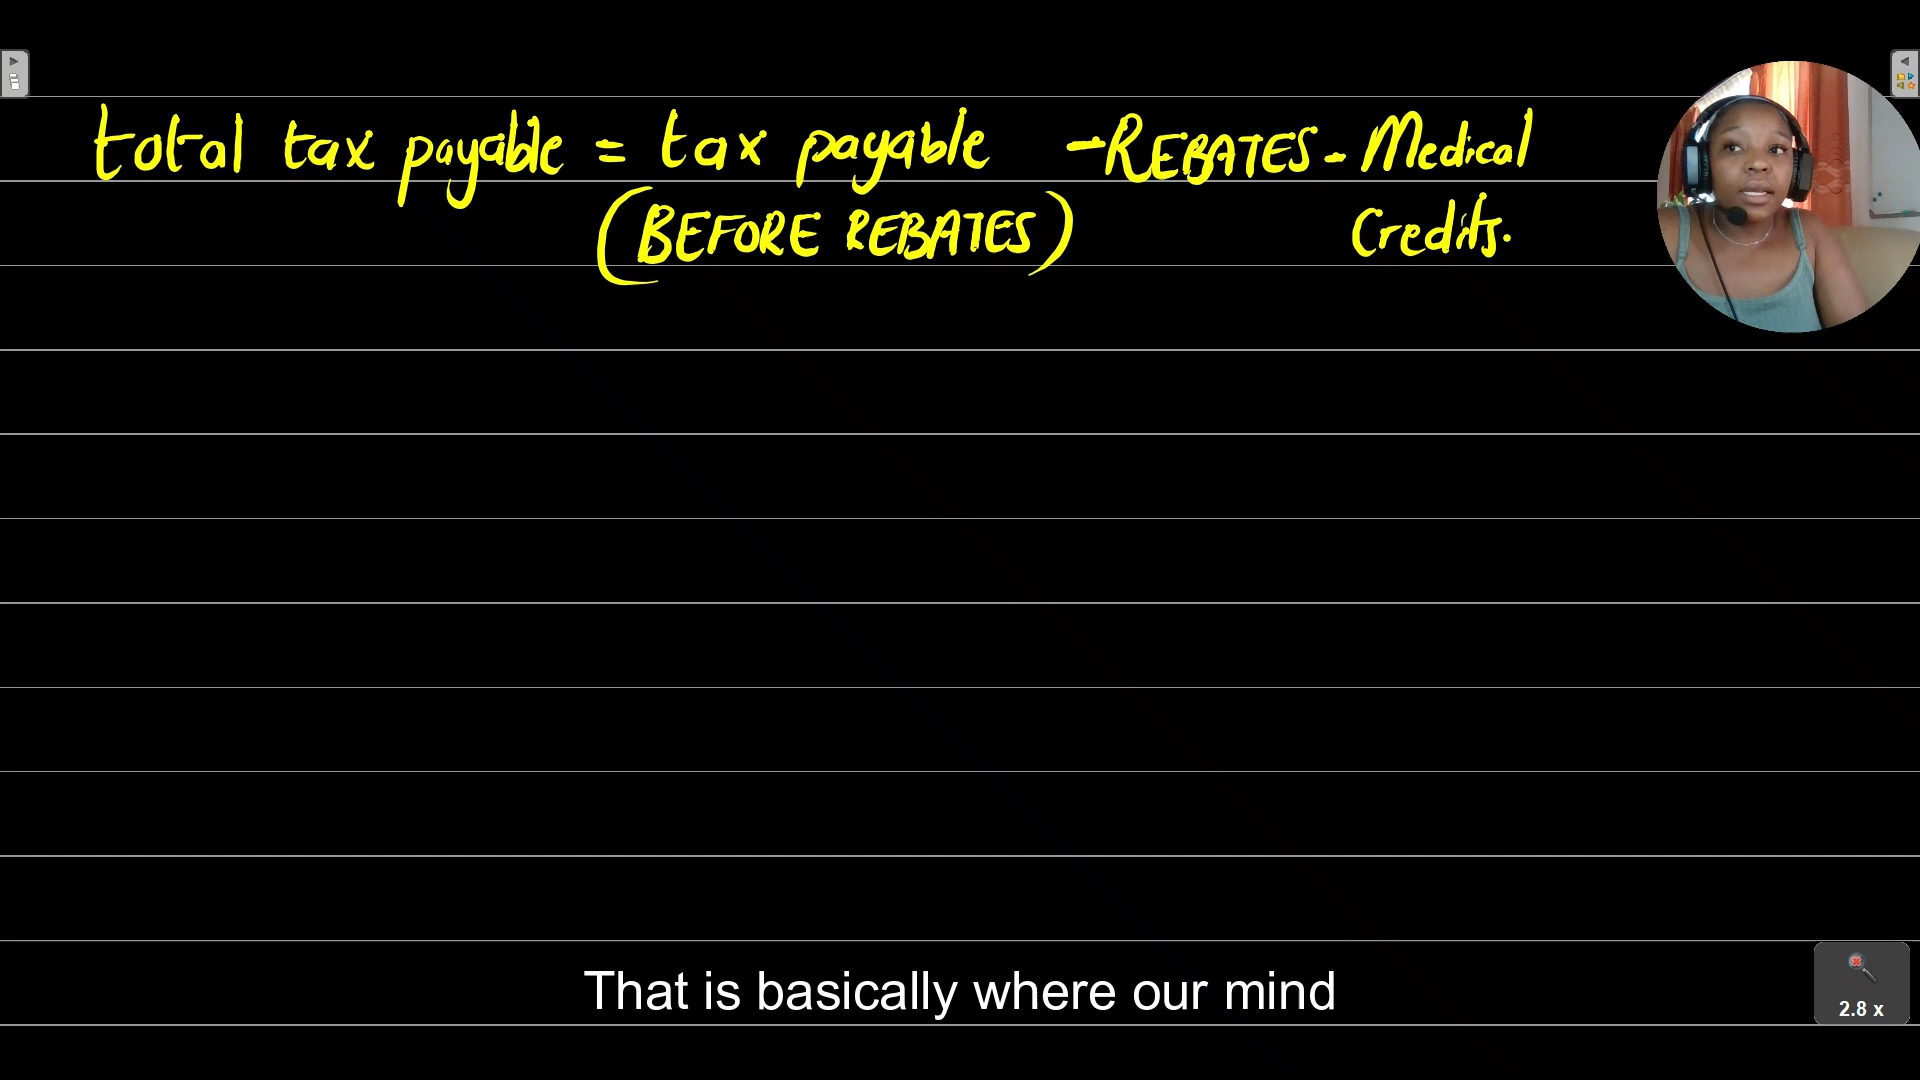 total tax payable = tax payable - REBATES - Medical
(BEFORE REBATES) Credits.
That is basically where our mind
2.8 x